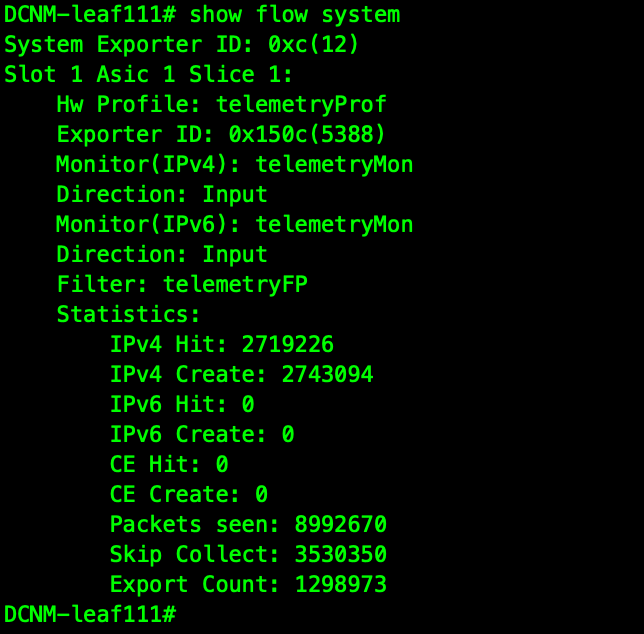 DCNM-leaf111# show flow system
System Exporter ID: 0xc(12)
Slot 1 Asic 1 Slice 1:
    Hw Profile: telemetryProf
    Exporter ID: 0x150c(5388)
    Monitor(IPv4): telemetryMon
    Direction: Input
    Monitor(IPv6): telemetryMon
    Direction: Input
    Filter: telemetryFP
    Statistics:
        IPv4 Hit: 2719226
        IPv4 Create: 2743094
        IPv6 Hit: 0
        IPv6 Create: 0
        CE Hit: 0
        CE Create: 0
        Packets seen: 8992670
        Skip Collect: 3530350
        Export Count: 1298973
DCNM-leaf111#